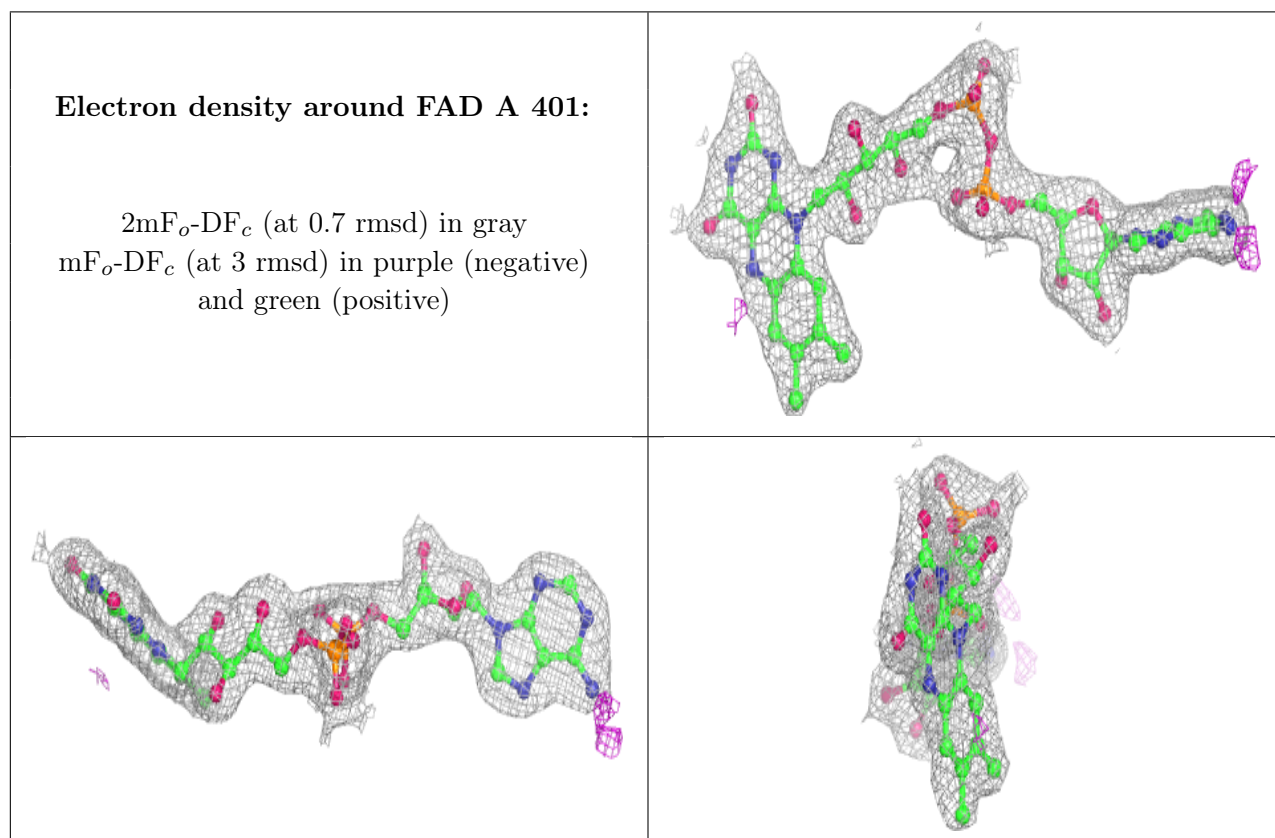 Electron density around FAD A 401:
2mFo-DFc (at 0.7 rmsd) in gray
mFo-DFc (at 3 rmsd) in purple (negative)
and green (positive)